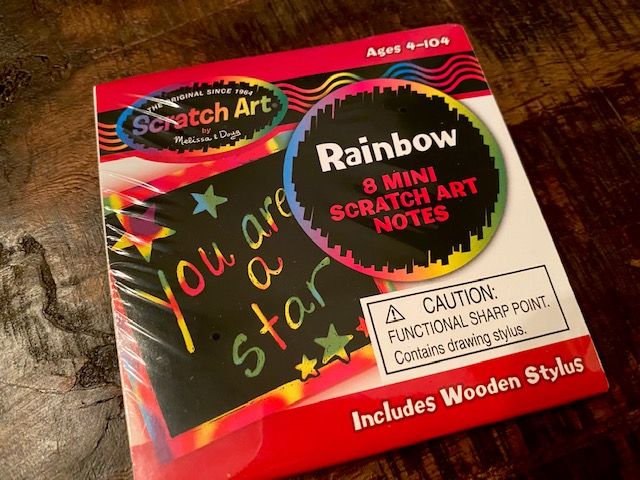 Ages 4–104
THE ORIGINAL SINCE 1964
Scratch Art
by
Melissa & Doug
Rainbow
8 MINI
SCRATCH ART
NOTES
You are
a
star
CAUTION:
FUNCTIONAL SHARP POINT.
Contains drawing stylus.
Includes Wooden Stylus